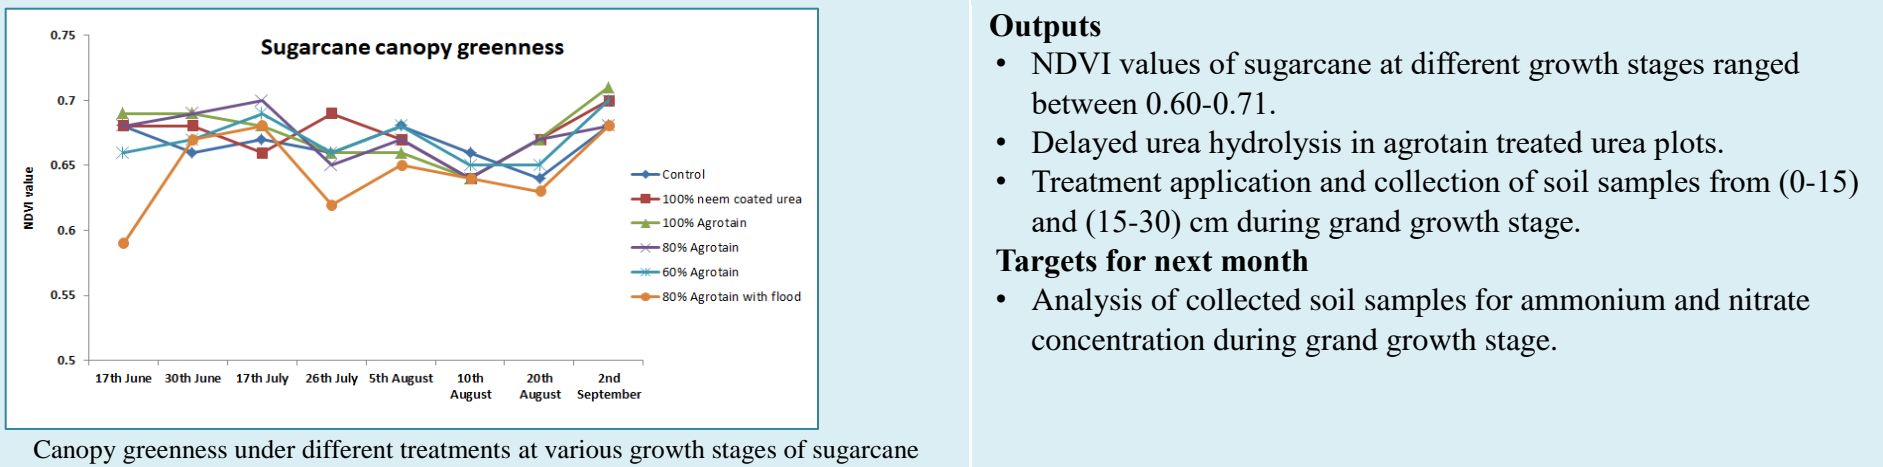 Sugarcane canopy greenness
0.75
0.7
0.65
0.6
0.55
0.5
NDVI value
17th June 30th June 17th July 26th July 5th August 10th August 20th August 2nd September
Control
100% neem coated urea
100% Agrotain
80% Agrotain
60% Agrotain
80% Agrotain with flood
Canopy greenness under different treatments at various growth stages of sugarcane
Outputs
• NDVI values of sugarcane at different growth stages ranged
between 0.60-0.71.
• Delayed urea hydrolysis in agrotain treated urea plots.
• Treatment application and collection of soil samples from (0-15)
and (15-30) cm during grand growth stage.
Targets for next month
• Analysis of collected soil samples for ammonium and nitrate
concentration during grand growth stage.